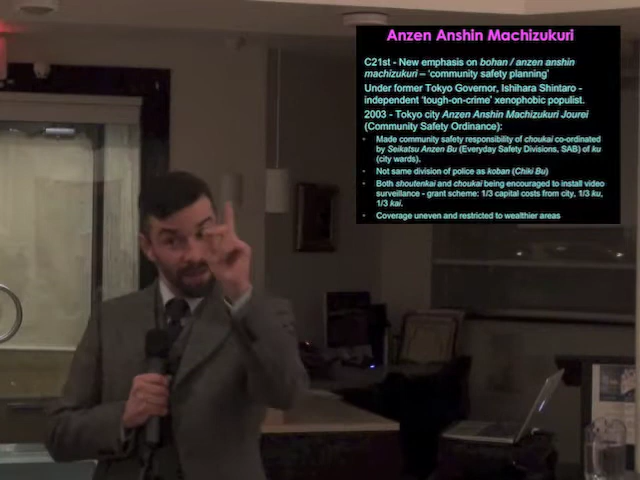 Anzen Anshin Machizukuri
C21st - New emphasis on bohan / anzen anshin
machizukuri – 'community safety planning'
Under former Tokyo Governor, Ishihara Shintaro -
independent 'tough-on-crime' xenophobic populist.
2003 - Tokyo city Anzen Anshin Machizukuri Jourei
(Community Safety Ordinance):
• Made community safety responsibility of choukai co-ordinated
by Seikatsu Anzen Bu (Everyday Safety Divisions, SAB) of ku
(city wards).
• Not same division of police as koban (Chiki Bu)
• Both shoutenkai and choukai being encouraged to install video
surveillance - grant scheme: 1/3 capital costs from city, 1/3 ku,
1/3 kai.
• Coverage uneven and restricted to wealthier areas